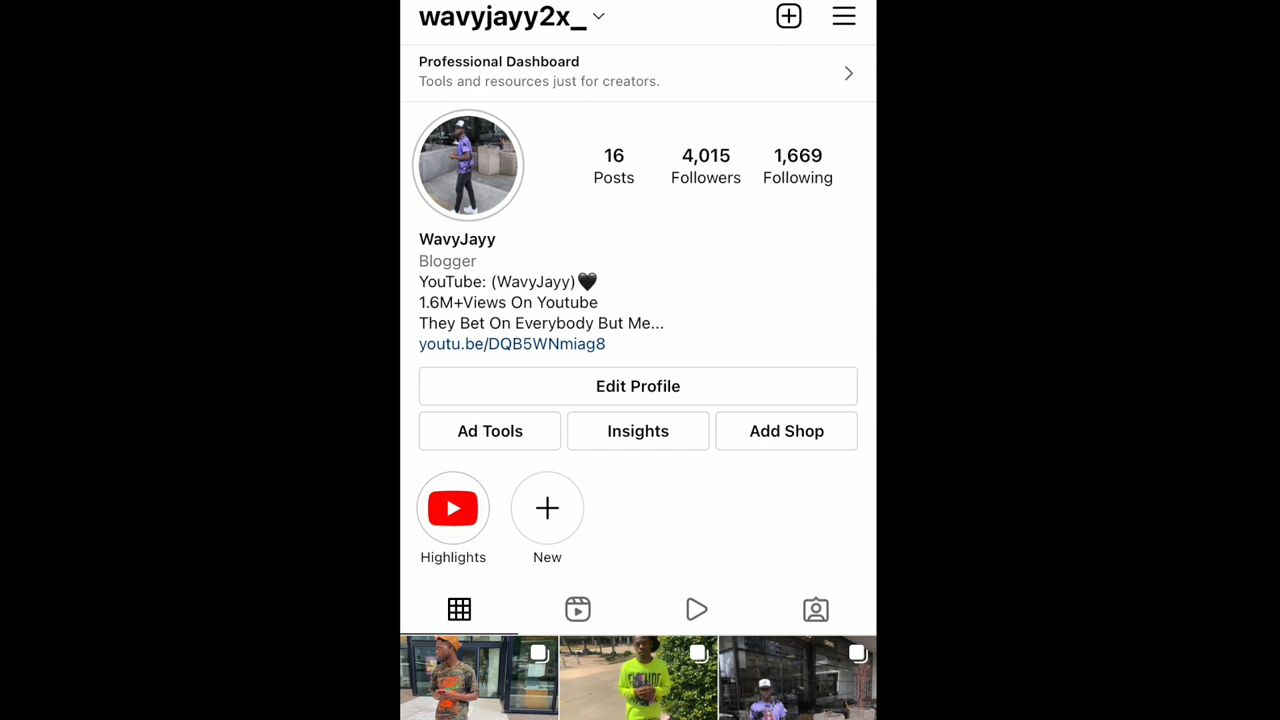 wavyjayy2x_
Professional Dashboard
Tools and resources just for creators.
16
Posts
4,015
Followers
1,669
Following
WavyJayy
Blogger
YouTube: (WavyJayy)🖤
1.6M+Views On Youtube
They Bet On Everybody But Me...
youtu.be/DQB5WNmiag8
Edit Profile
Ad Tools
Insights
Add Shop
Highlights
New